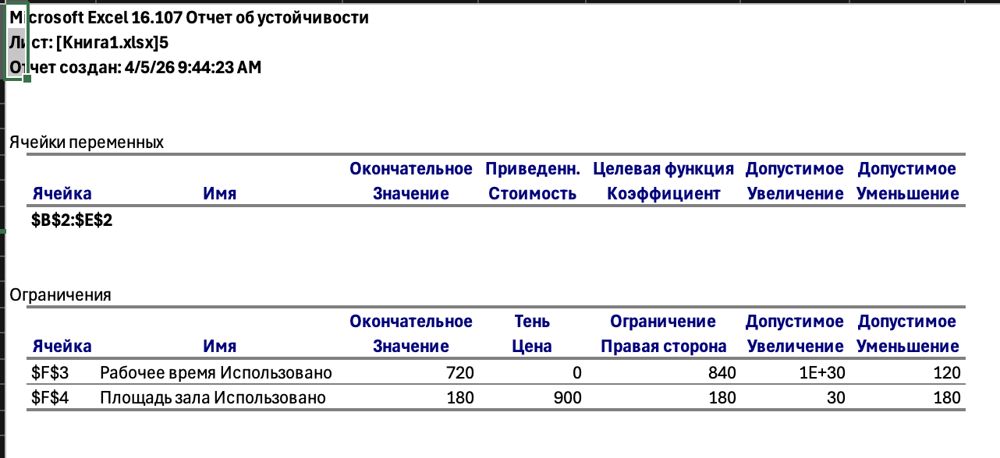 Microsoft Excel 16.107 Отчет об устойчивости
Лист: [Книга1.xlsx]5
Отчет создан: 4/5/26 9:44:23 AM
Ячейки переменных
Окончательное Приведенн. Целевая функция Допустимое Допустимое
Ячейка Имя Значение Стоимость Коэффициент Увеличение Уменьшение
$B$2:$E$2
Ограничения
Окончательное Тень Ограничение Допустимое Допустимое
Ячейка Имя Значение Цена Правая сторона Увеличение Уменьшение
$F$3 Рабочее время Использовано 720 0 840 1E+30 120
$F$4 Площадь зала Использовано 180 900 180 30 180